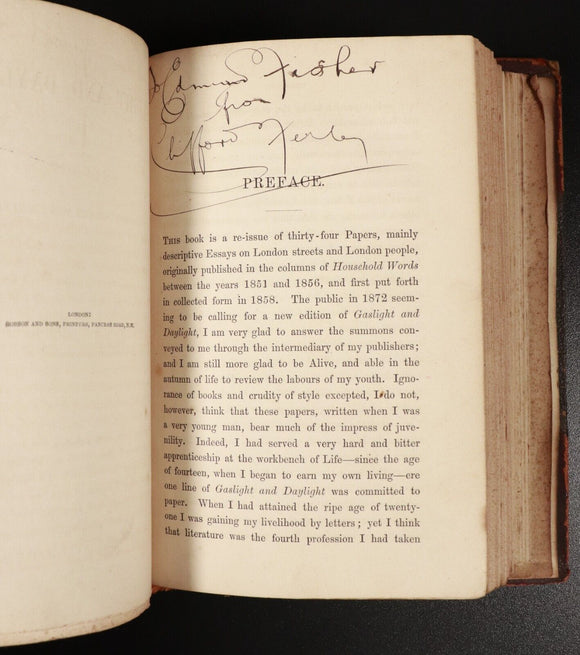 LONDON:
ROBSON AND SONS, PRINTERS, PANCRAS ROAD, N.W.
Edmund Fisher
from
Clifford
PREFACE.
THIS book is a re-issue of thirty-four Papers, mainly
descriptive Essays on London streets and London people,
originally published in the columns of Household Words
between the years 1851 and 1856, and first put forth
in collected form in 1858. The public in 1872 seem-
ing to be calling for a new edition of Gaslight and
Daylight, I am very glad to answer the summons con-
veyed to me through the intermediary of my publishers;
and I am still more glad to be Alive, and able in the
autumn of life to review the labours of my youth. Igno-
rance of books and crudity of style excepted, I do not,
however, think that these papers, written when I was
a very young man, bear much of the impress of juve-
nility. Indeed, I had served a very hard and bitter
apprenticeship at the workbench of Life—since the age
of fourteen, when I began to earn my own living—ere
one line of Gaslight and Daylight was committed to
paper. When I had attained the ripe age of twenty-
one I was gaining my livelihood by letters; yet I think
that literature was the fourth profession I had taken